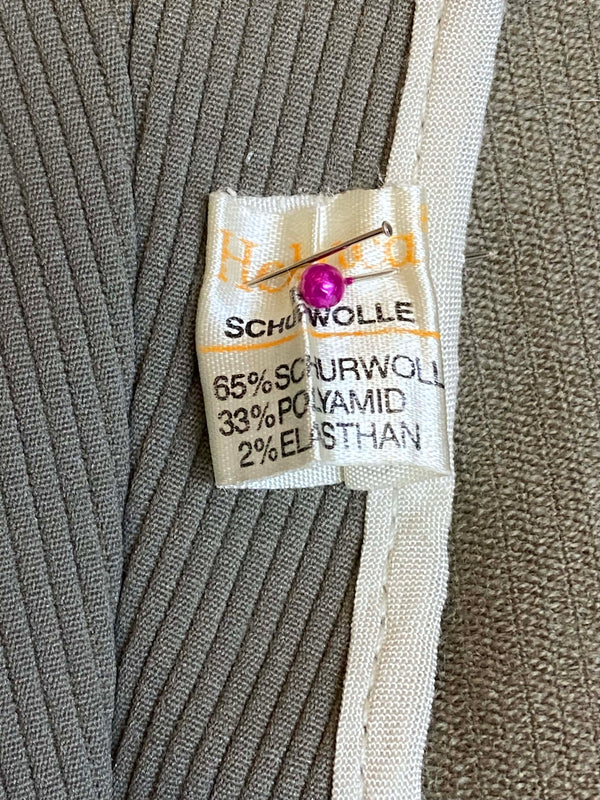 SCHURWOLLE
65% SCHURWOLL
33% POLYAMID
2% ELASTHAN